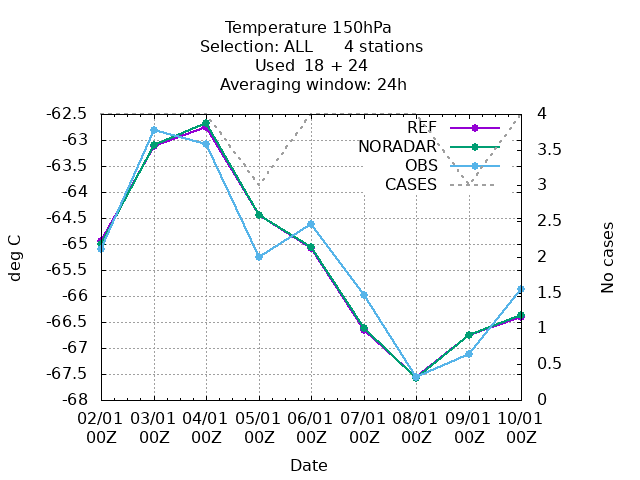 Temperature 150hPa
Selection: ALL      4 stations
Used  18 + 24
Averaging window: 24h
-62.5
-63
-63.5
-64
-64.5
-65
-65.5
-66
-66.5
-67
-67.5
-68
4
3.5
3
2.5
2
1.5
1
0.5
0
REF
NORADAR
OBS
CASES
deg C
No cases
02/01 03/01 04/01 05/01 06/01 07/01 08/01 09/01 10/01
00Z 00Z 00Z 00Z 00Z 00Z 00Z 00Z 00Z
Date